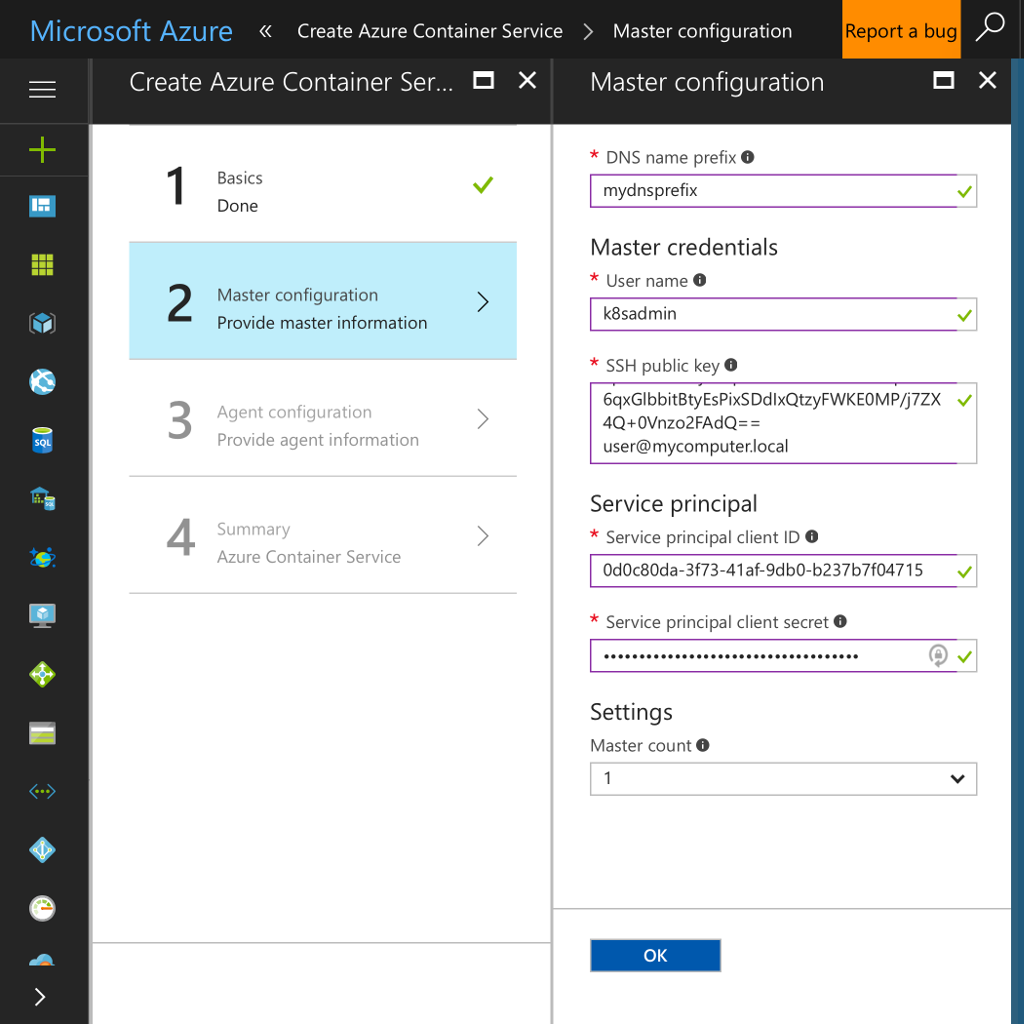 Microsoft Azure « Create Azure Container Service > Master configuration Report a bug
Create Azure Container Ser...
1
Basics
Done
2
Master configuration
Provide master information
3
Agent configuration
Provide agent information
4
Summary
Azure Container Service
Master configuration
* DNS name prefix
mydnsprefix
Master credentials
* User name
k8sadmin
* SSH public key
6qxGlbbitBtyEsPixSDdIxQtzyFWKE0MP/j7ZX
4Q+0Vnzo2FAdQ==
user@mycomputer.local
Service principal
* Service principal client ID
0d0c80da-3f73-41af-9db0-b237b7f04715
* Service principal client secret
Settings
Master count
1
OK
SQL